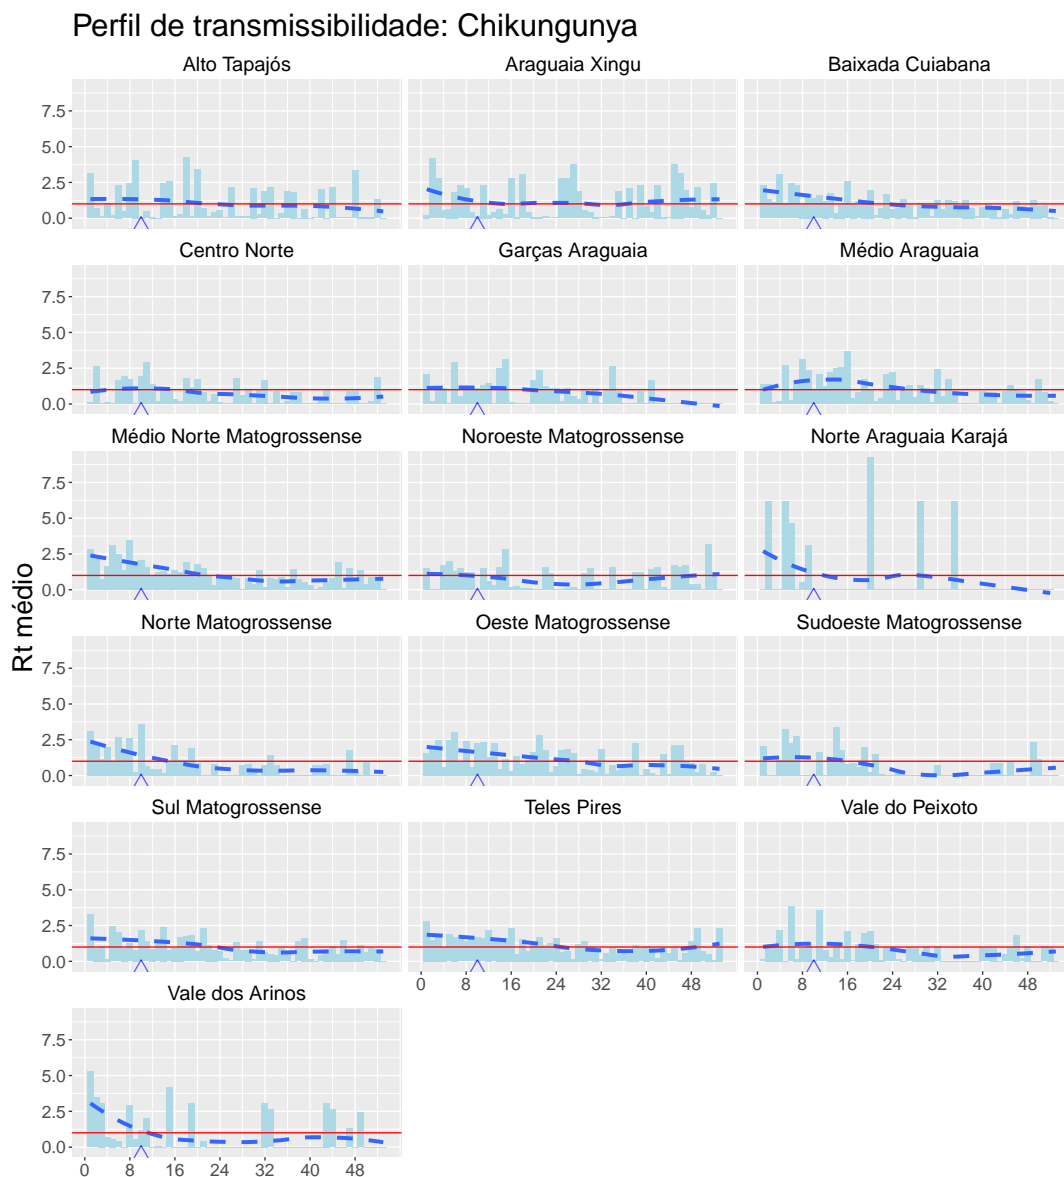 Perfil de transmissibilidade: Chikungunya
Alto Tapajós Araguaia Xingu Baixada Cuiabana
7.5
5.0
2.5
0.0
Centro Norte Garças Araguaia Médio Araguaia
7.5
5.0
2.5
0.0
Médio Norte Matogrossense Noroeste Matogrossense Norte Araguaia Karajá
7.5
5.0
2.5
0.0
Rt médio
Norte Matogrossense Oeste Matogrossense Sudoeste Matogrossense
7.5
5.0
2.5
0.0
Sul Matogrossense Teles Pires Vale do Peixoto
7.5
5.0
2.5
0.0
0 8 16 24 32 40 48 0 8 16 24 32 40 48
Vale dos Arinos
7.5
5.0
2.5
0.0
0 8 16 24 32 40 48